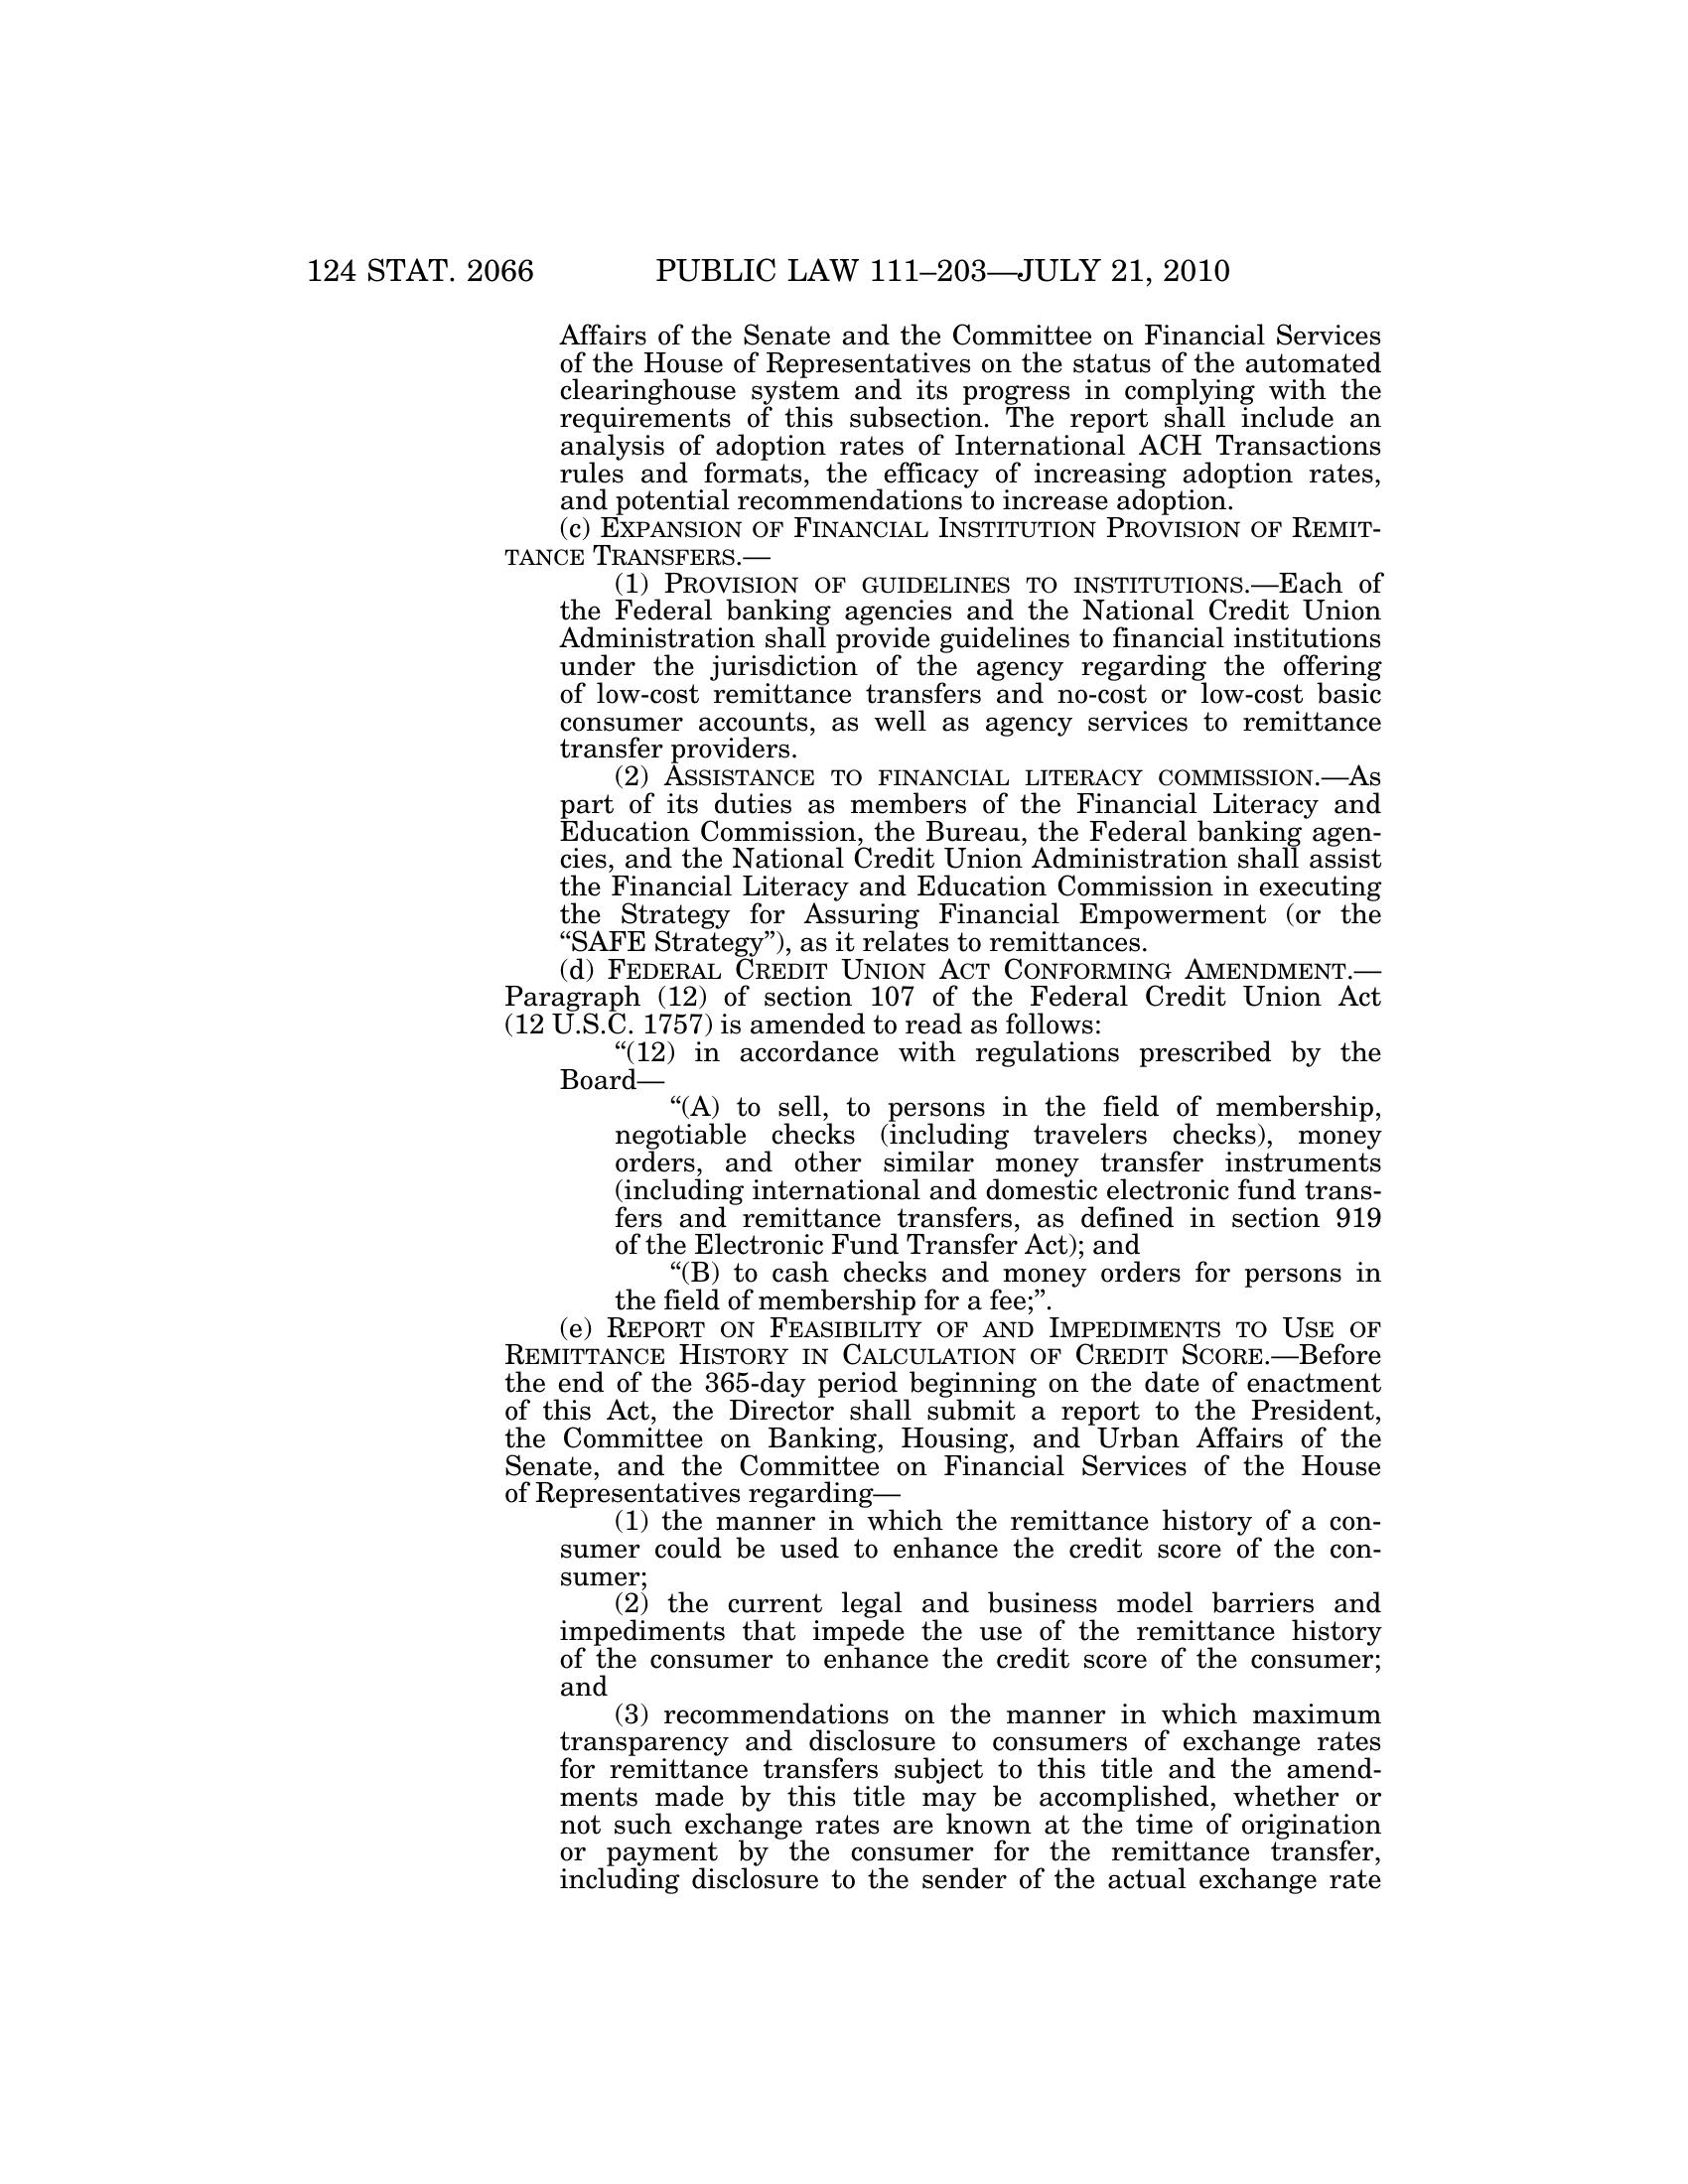 124 STAT. 2066 PUBLIC LAW 111–203—JULY 21, 2010
Affairs of the Senate and the Committee on Financial Services
of the House of Representatives on the status of the automated
clearinghouse system and its progress in complying with the
requirements of this subsection. The report shall include an
analysis of adoption rates of International ACH Transactions
rules and formats, the efficacy of increasing adoption rates,
and potential recommendations to increase adoption.
(c) EXPANSION OF FINANCIAL INSTITUTION PROVISION OF REMIT-
TANCE TRANSFERS.—
(1) PROVISION OF GUIDELINES TO INSTITUTIONS.—Each of
the Federal banking agencies and the National Credit Union
Administration shall provide guidelines to financial institutions
under the jurisdiction of the agency regarding the offering
of low-cost remittance transfers and no-cost or low-cost basic
consumer accounts, as well as agency services to remittance
transfer providers.
(2) ASSISTANCE TO FINANCIAL LITERACY COMMISSION.—As
part of its duties as members of the Financial Literacy and
Education Commission, the Bureau, the Federal banking agen-
cies, and the National Credit Union Administration shall assist
the Financial Literacy and Education Commission in executing
the Strategy for Assuring Financial Empowerment (or the
“SAFE Strategy”), as it relates to remittances.
(d) FEDERAL CREDIT UNION ACT CONFORMING AMENDMENT.—
Paragraph (12) of section 107 of the Federal Credit Union Act
(12 U.S.C. 1757) is amended to read as follows:
“(12) in accordance with regulations prescribed by the
Board—
“(A) to sell, to persons in the field of membership,
negotiable checks (including travelers checks), money
orders, and other similar money transfer instruments
(including international and domestic electronic fund trans-
fers and remittance transfers, as defined in section 919
of the Electronic Fund Transfer Act); and
“(B) to cash checks and money orders for persons in
the field of membership for a fee;”.
(e) REPORT ON FEASIBILITY OF AND IMPEDIMENTS TO USE OF
REMITTANCE HISTORY IN CALCULATION OF CREDIT SCORE.—Before
the end of the 365-day period beginning on the date of enactment
of this Act, the Director shall submit a report to the President,
the Committee on Banking, Housing, and Urban Affairs of the
Senate, and the Committee on Financial Services of the House
of Representatives regarding—
(1) the manner in which the remittance history of a con-
sumer could be used to enhance the credit score of the con-
sumer;
(2) the current legal and business model barriers and
impediments that impede the use of the remittance history
of the consumer to enhance the credit score of the consumer;
and
(3) recommendations on the manner in which maximum
transparency and disclosure to consumers of exchange rates
for remittance transfers subject to this title and the amend-
ments made by this title may be accomplished, whether or
not such exchange rates are known at the time of origination
or payment by the consumer for the remittance transfer,
including disclosure to the sender of the actual exchange rate